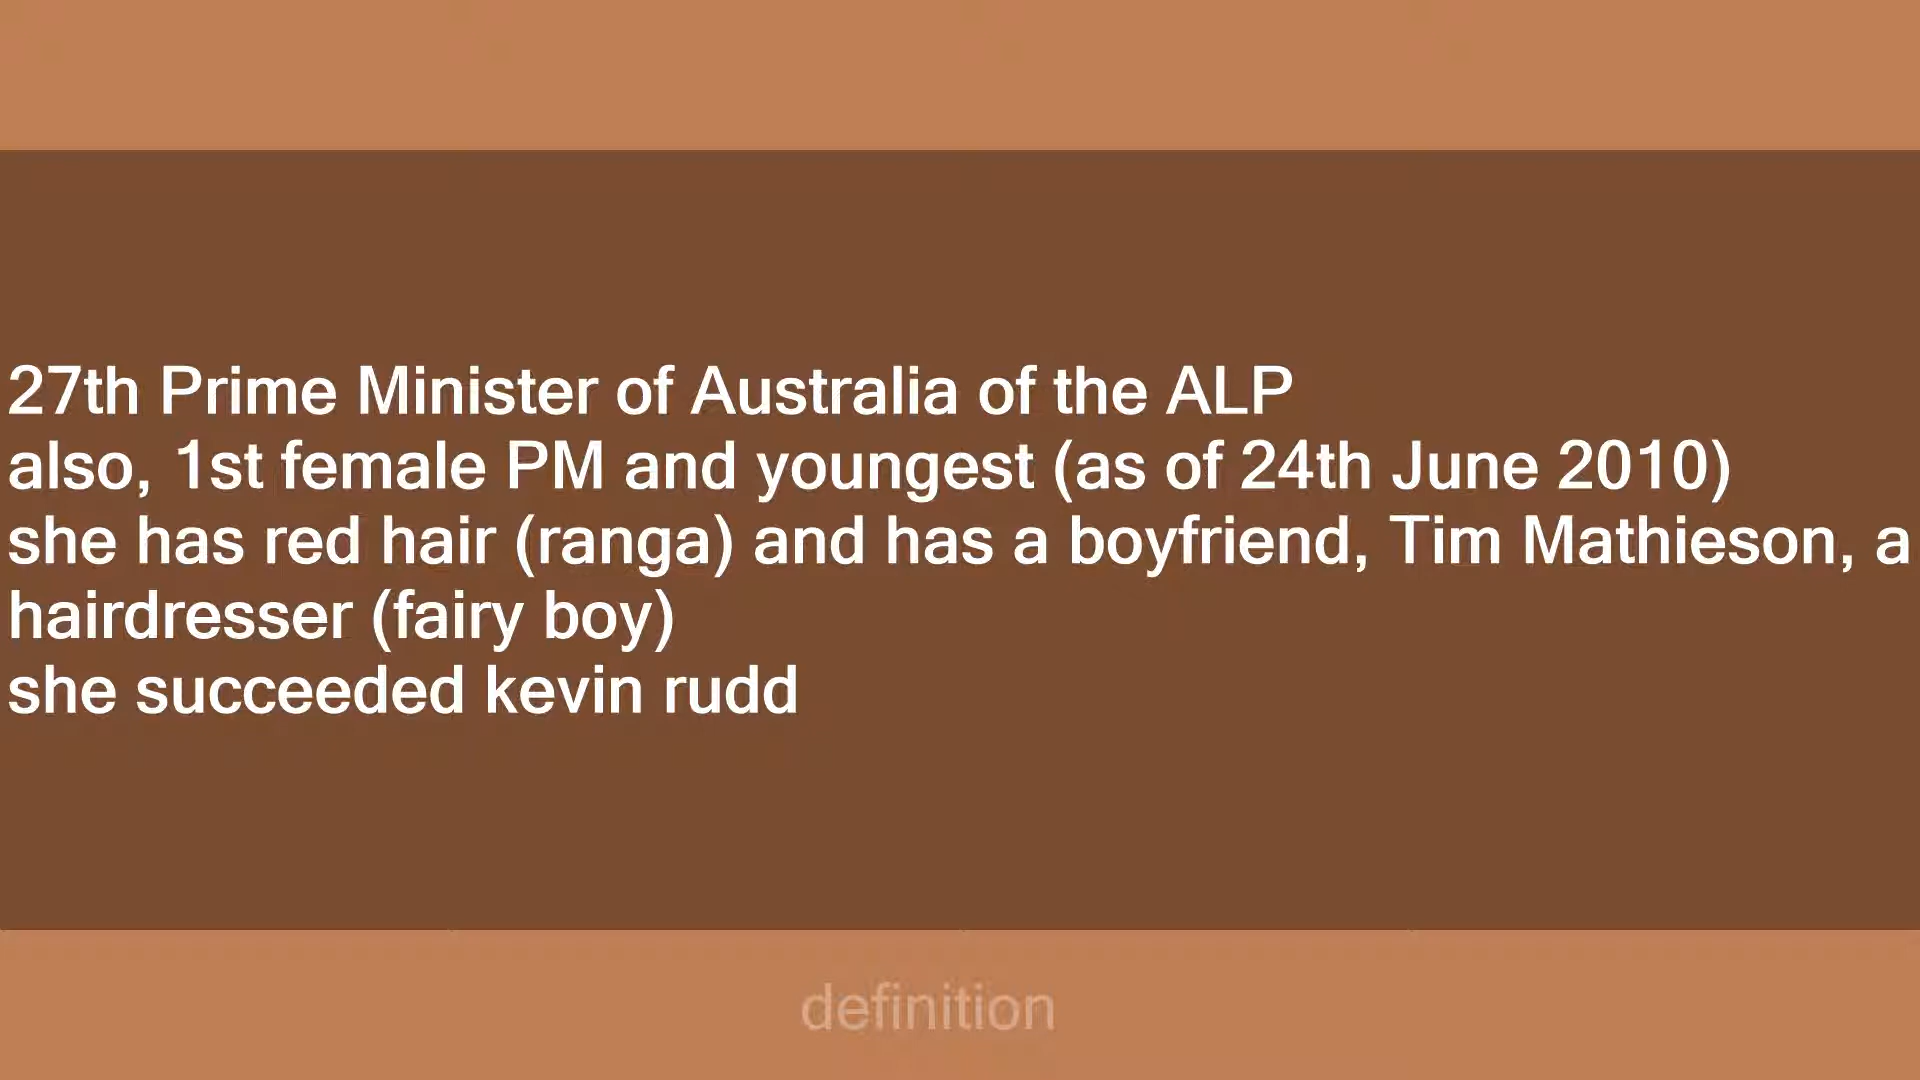 27th Prime Minister of Australia of the ALP
also, 1st female PM and youngest (as of 24th June 2010)
she has red hair (ranga) and has a boyfriend, Tim Mathieson, a
hairdresser (fairy boy)
she succeeded kevin rudd
definition